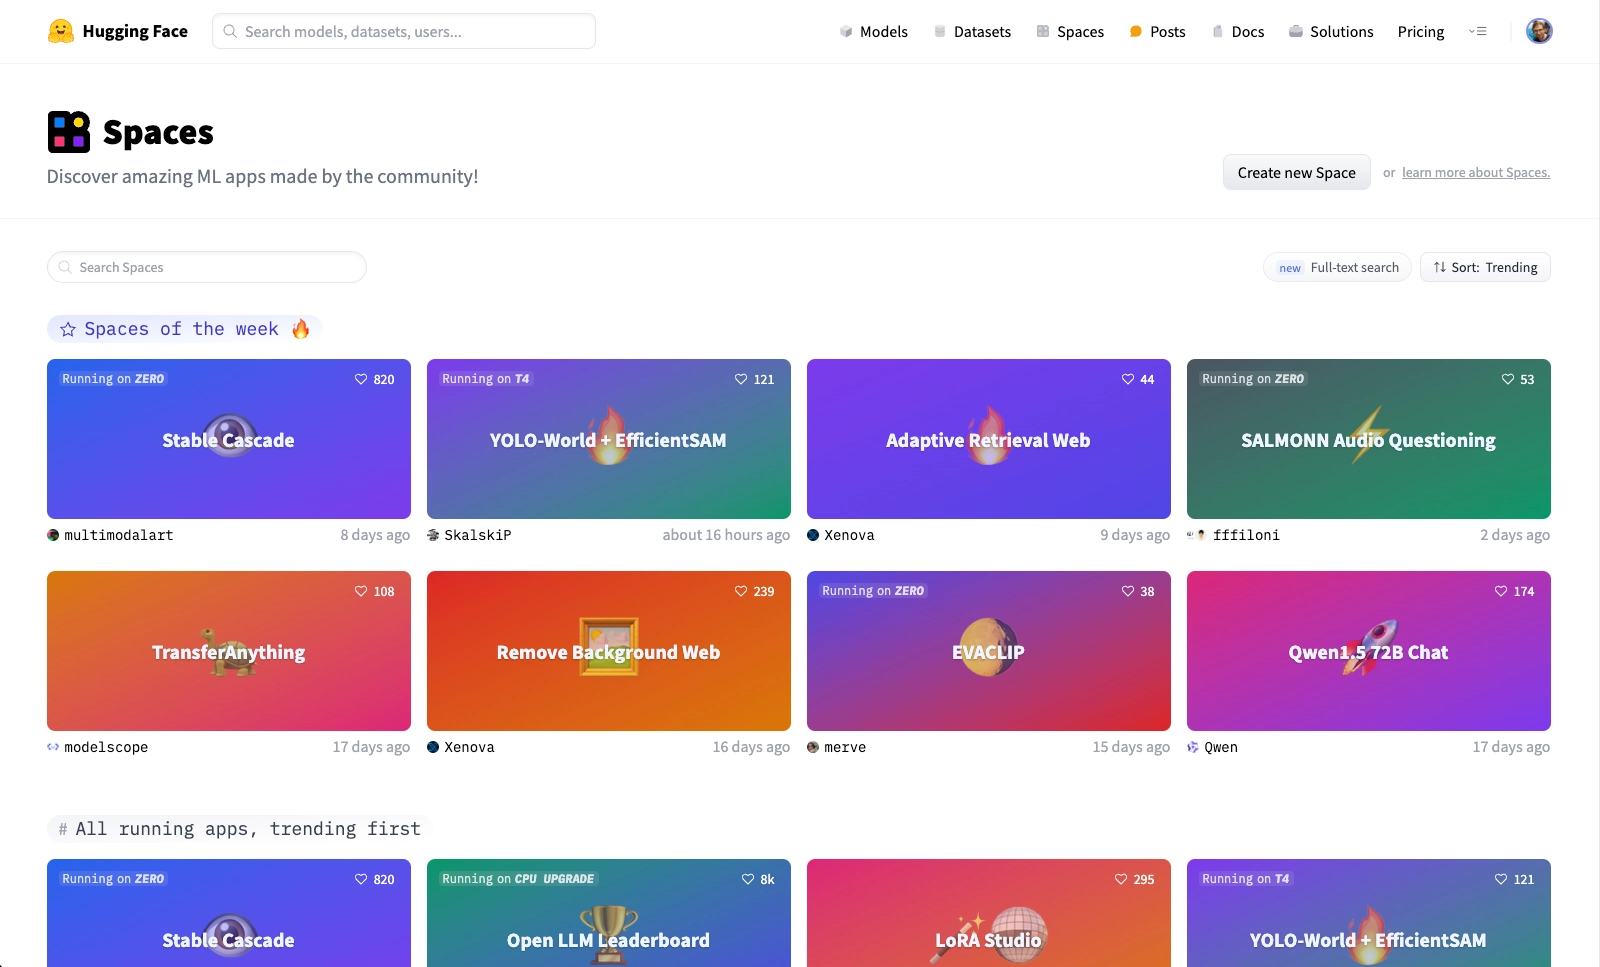 Hugging Face
Search models, datasets, users...
Models
Datasets
Spaces
Posts
Docs
Solutions
Pricing
Spaces
Discover amazing ML apps made by the community!
Create new Space
or learn more about Spaces.
Search Spaces
new Full-text search
Sort: Trending
Spaces of the week 🔥
Running on ZERO
820
Stable Cascade
multimodalart
8 days ago
Running on T4
121
YOLO-World + EfficientSAM
SkalskiP
about 16 hours ago
44
Adaptive Retrieval Web
Xenova
9 days ago
Running on ZERO
53
SALMONN Audio Questioning
fffiloni
2 days ago
108
TransferAnything
modelscope
17 days ago
239
Remove Background Web
Xenova
16 days ago
Running on ZERO
38
EVACLIP
merve
15 days ago
174
Qwen1.5 72B Chat
Qwen
17 days ago
# All running apps, trending first
Running on ZERO
820
Stable Cascade
Running on CPU UPGRADE
8k
Open LLM Leaderboard
295
LoRA Studio
Running on T4
121
YOLO-World + EfficientSAM